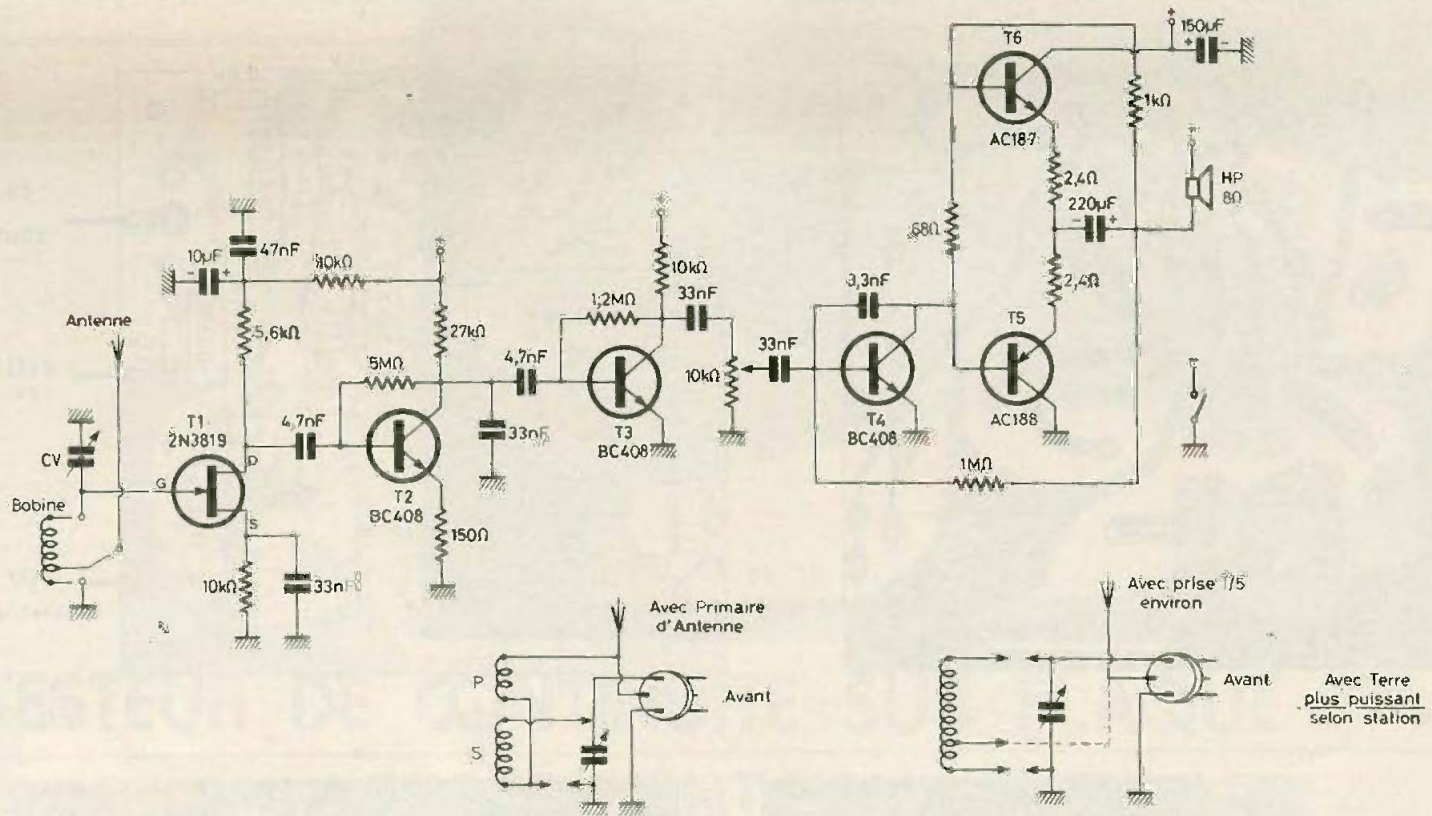 T6
AC187
+
150µF
+
-
1kΩ
2,4Ω
220µF
-
+
2,4Ω
+
HP
8Ω
68Ω
T5
AC188
3,3nF
33nF
T4
BC408
1MΩ
+
10kΩ
33nF
1,2MΩ
10kΩ
T3
BC408
4,7nF
33nF
+
27kΩ
5MΩ
4,7nF
T2
BC408
150Ω
47nF
10µF
-
+
5,6kΩ
Antenne
T1
2N3819
CV
G
D
S
Bobine
10kΩ
33nF
Avec Primaire
d'Antenne
P
S
Avant
Avec prise 1/5
environ
Avant
Avec Terre
plus puissant
selon station